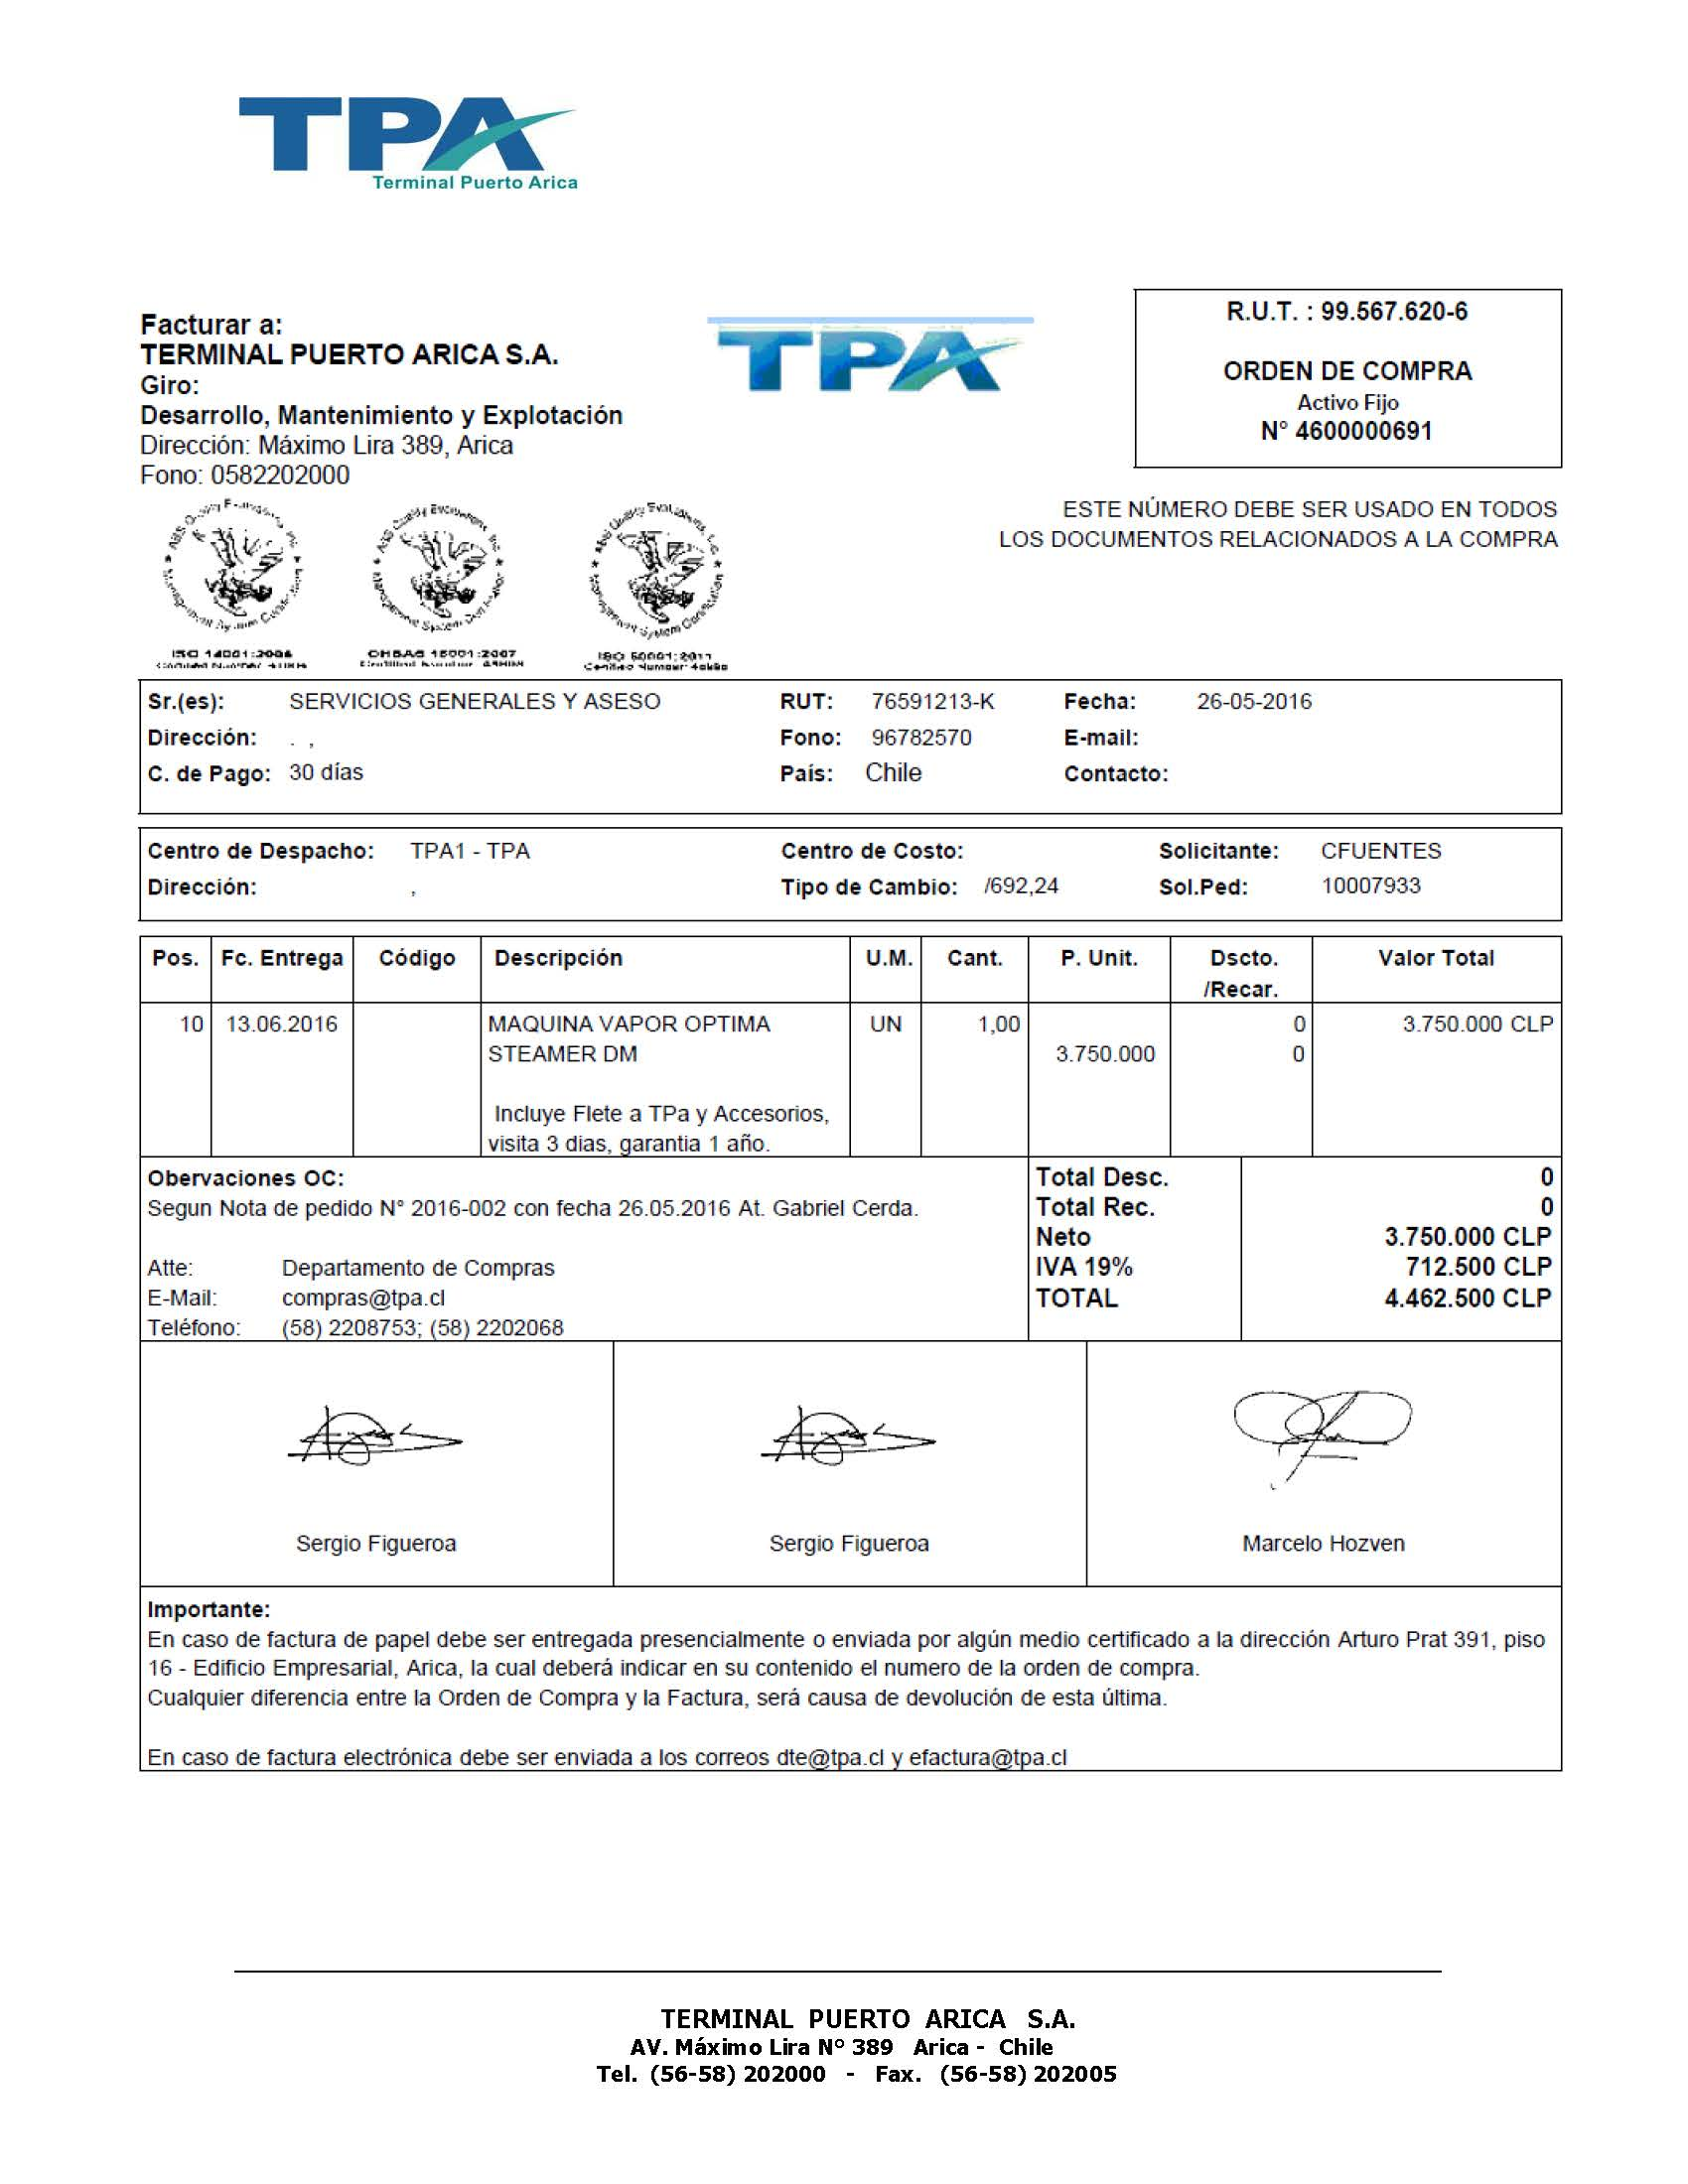 TPA
Terminal Puerto Arica
Facturar a:
TERMINAL PUERTO ARICA S.A.
Giro:
Desarrollo, Mantenimiento y Explotación
Dirección: Máximo Lira 389, Arica
Fono: 0582202000
TPA
R.U.T. : 99.567.620-6
ORDEN DE COMPRA
Activo Fijo
N° 4600000691
ESTE NÚMERO DEBE SER USADO EN TODOS
LOS DOCUMENTOS RELACIONADOS A LA COMPRA
ISO 14001:2004
OHSAS 18001:2007
ISO 50001:2011
Sr.(es): SERVICIOS GENERALES Y ASESO RUT: 76591213-K Fecha: 26-05-2016
Dirección: . , Fono: 96782570 E-mail:
C. de Pago: 30 días País: Chile Contacto:
Centro de Despacho: TPA1 - TPA Centro de Costo: Solicitante: CFUENTES
Dirección: , Tipo de Cambio: /692,24 Sol.Ped: 10007933
Pos. Fc. Entrega Código Descripción U.M. Cant. P. Unit. Dscto. Valor Total
/Recar.
10 13.06.2016 MAQUINA VAPOR OPTIMA UN 1,00 0 3.750.000 CLP
STEAMER DM 3.750.000 0
Incluye Flete a TPa y Accesorios,
visita 3 dias, garantia 1 año.
Obervaciones OC:
Segun Nota de pedido N° 2016-002 con fecha 26.05.2016 At. Gabriel Cerda.
Atte: Departamento de Compras
E-Mail: compras@tpa.cl
Teléfono: (58) 2208753; (58) 2202068
Total Desc. 0
Total Rec. 0
Neto 3.750.000 CLP
IVA 19% 712.500 CLP
TOTAL 4.462.500 CLP
Sergio Figueroa Sergio Figueroa Marcelo Hozven
Importante:
En caso de factura de papel debe ser entregada presencialmente o enviada por algún medio certificado a la dirección Arturo Prat 391, piso
16 - Edificio Empresarial, Arica, la cual deberá indicar en su contenido el numero de la orden de compra.
Cualquier diferencia entre la Orden de Compra y la Factura, será causa de devolución de esta última.
En caso de factura electrónica debe ser enviada a los correos dte@tpa.cl y efactura@tpa.cl
TERMINAL PUERTO ARICA S.A.
AV. Máximo Lira Nº 389 Arica - Chile
Tel. (56-58) 202000 - Fax. (56-58) 202005